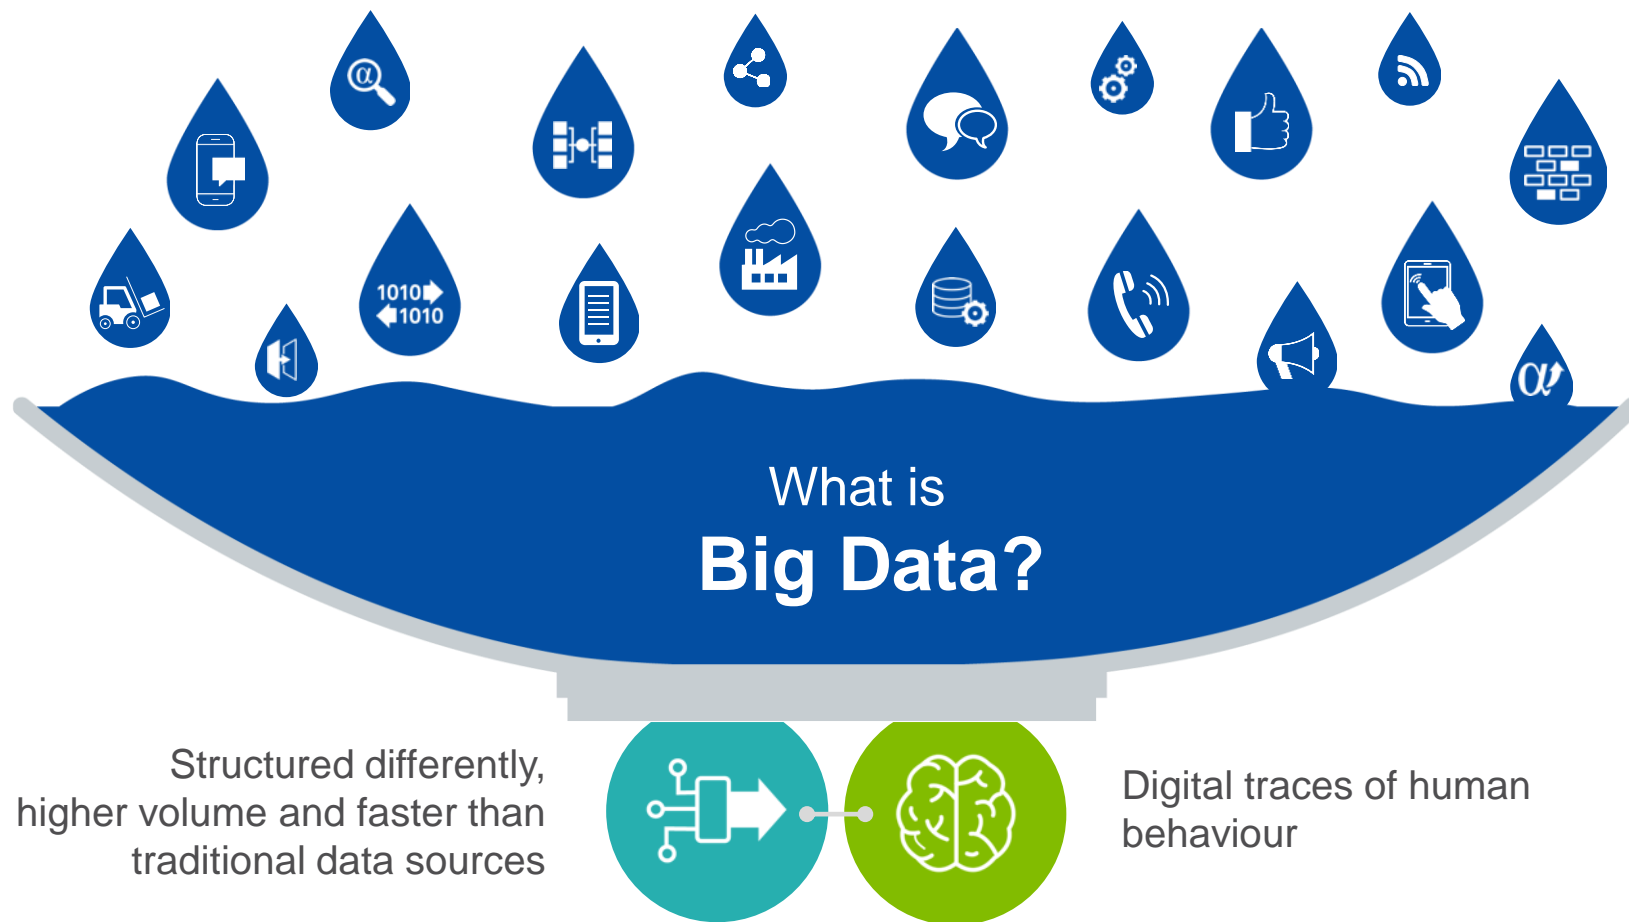 α
1010
1010
α
What is
Big Data?
Structured differently,
higher volume and faster than
traditional data sources
Digital traces of human
behaviour